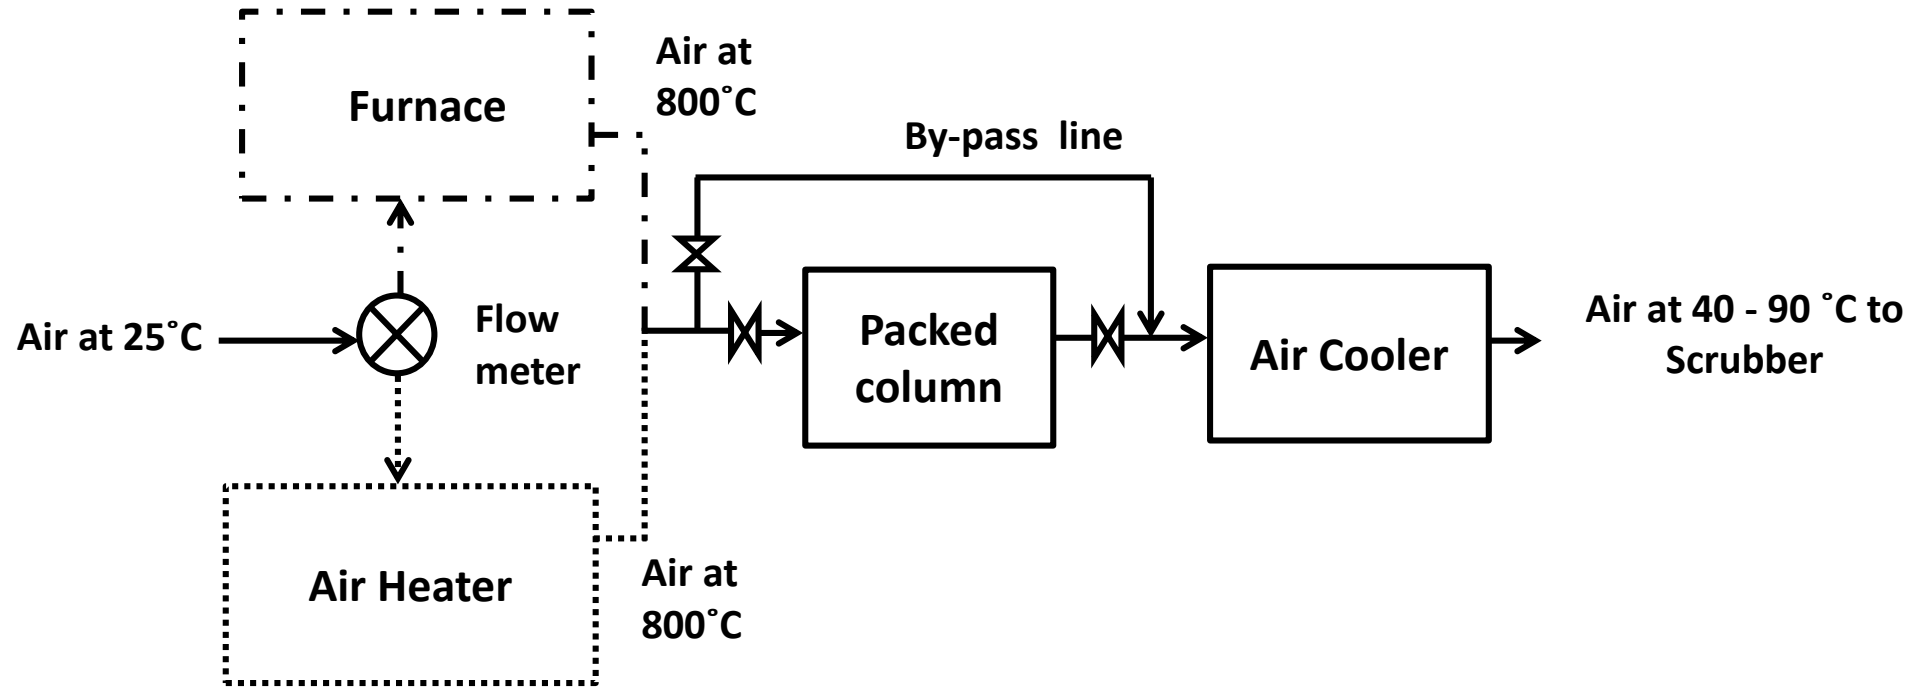 Furnace
Air at
800˚C
By-pass line
Air at 25˚C
Flow
meter
Packed
column
Air Cooler
Air at 40 - 90 ˚C to
Scrubber
Air Heater
Air at
800˚C